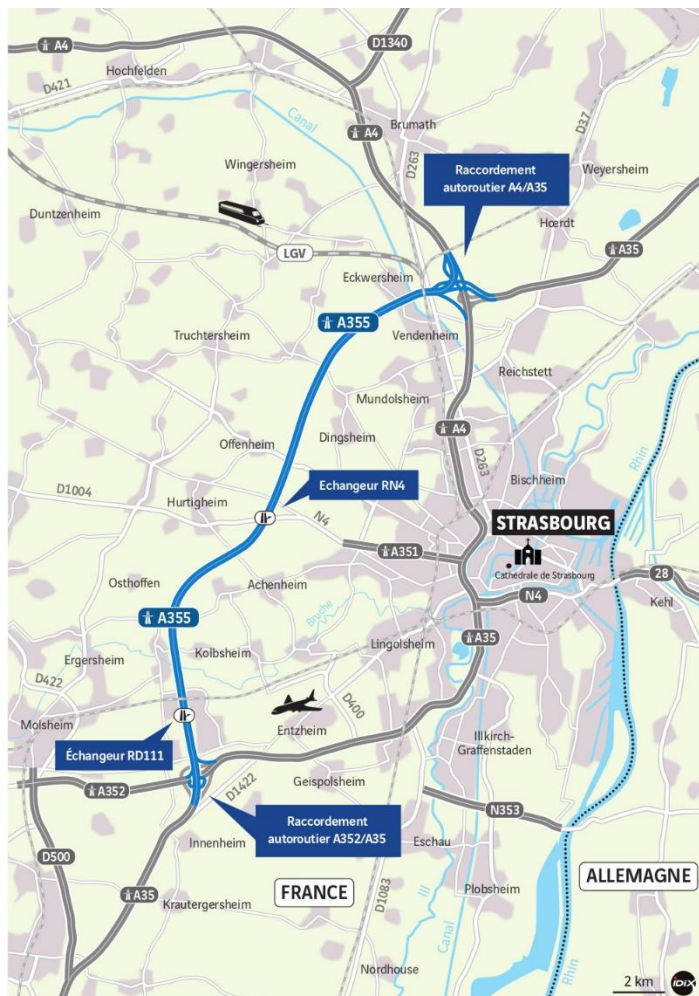 A4
D1340
Hochfelden
D421
Canal
A4
Brumath
D263
D37
Raccordement
autoroutier A4/A35
Weyersheim
Wingersheim
Duntzenheim
LGV
Hœrdt
A35
Eckwersheim
A355
Vendenheim
Truchtersheim
Reichstett
Mundolsheim
Dingsheim
Offenheim
A4
D263
Rhin
Echangeur RN4
Bischheim
D1004
Hurtigheim
N4
STRASBOURG
A351
Cathédrale de Strasbourg
Osthoffen
Achenheim
28
N4
Kehl
Bruche
A355
A35
Lingolsheim
Kolbsheim
Ergersheim
D422
D400
Molsheim
Entzheim
Illkirch-
Graffenstaden
Échangeur RD111
D1422
Geispolsheim
A352
Raccordement
autoroutier A352/A35
N353
Innenheim
Eschau
D500
FRANCE
ALLEMAGNE
A35
Krautergersheim
D1083
Ill
Canal
Plobsheim
Rhin
Nordhouse
2 km
iDiX